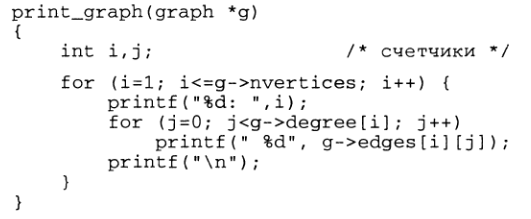 print_graph(graph *g)
{
    int i,j;                /* счетчики */
    for (i=1; i<=g->nvertices; i++) {
        printf("%d: ",i);
        for (j=0; j<g->degree[i]; j++)
            printf(" %d", g->edges[i][j]);
        printf("\n");
    }
}